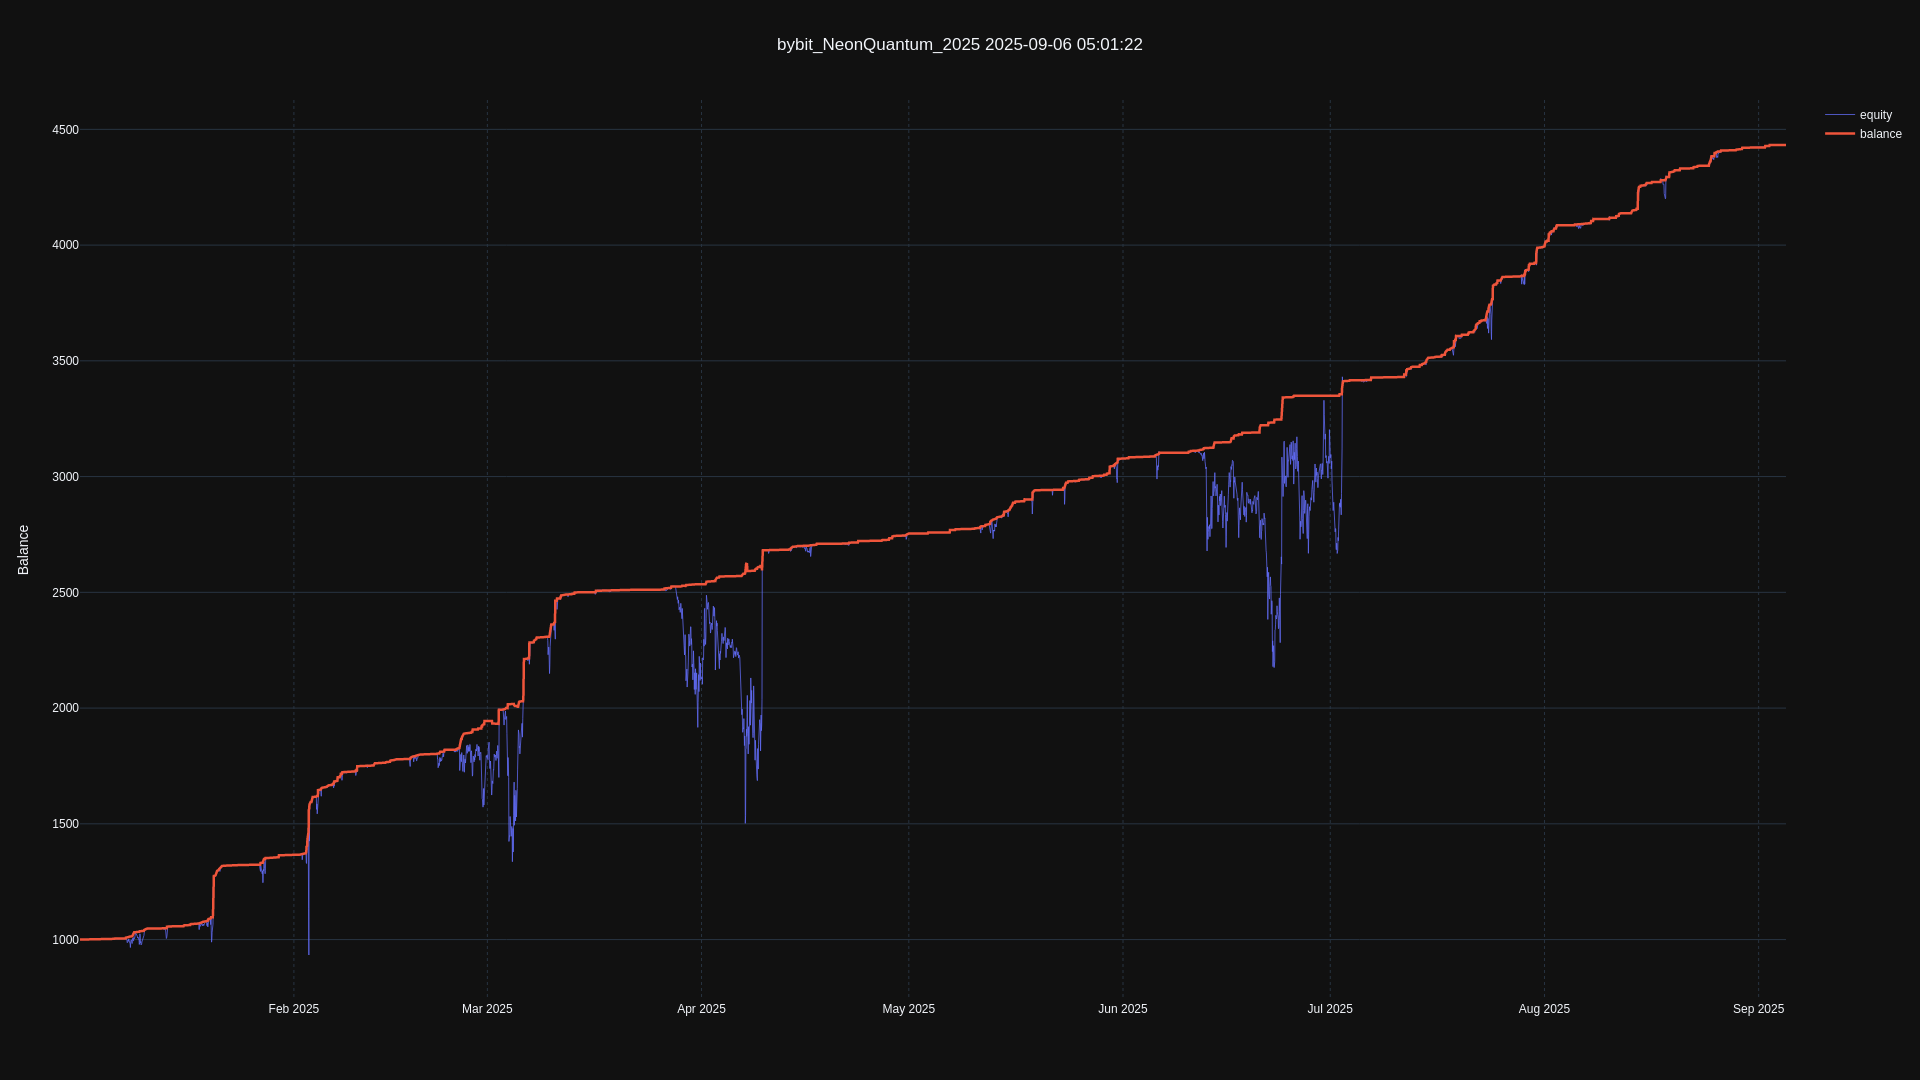 bybit_NeonQuantum_2025 2025-09-06 05:01:22
equity
balance
Balance
4500
4000
3500
3000
2500
2000
1500
1000
Feb 2025
Mar 2025
Apr 2025
May 2025
Jun 2025
Jul 2025
Aug 2025
Sep 2025